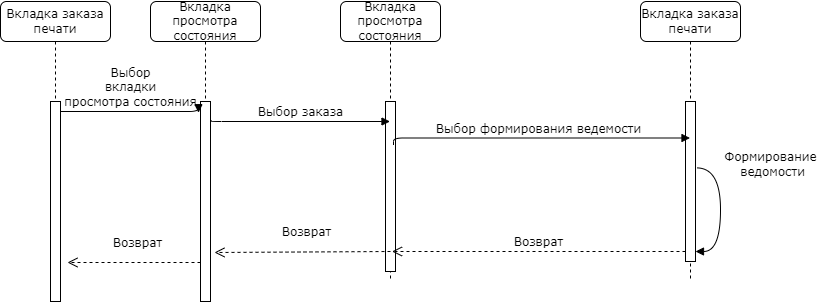 Вкладка заказа
печати
Вкладка
просмотра
состояния
Вкладка
просмотра
состояния
Вкладка заказа
печати
Выбор
вкладки
просмотра состояния
Выбор заказа
Выбор формирования ведемости
Формирование
ведомости
Возврат
Возврат
Возврат